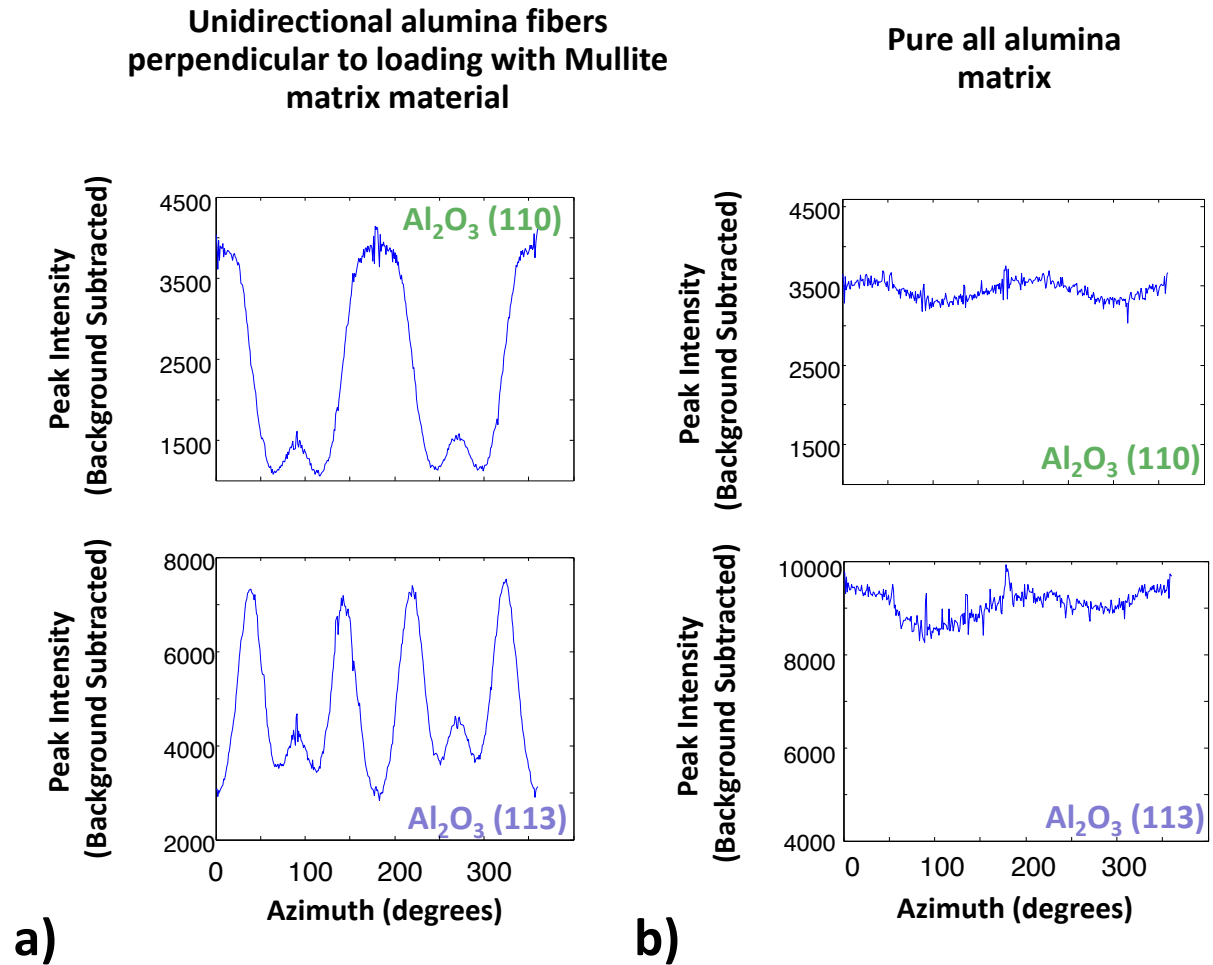 Unidirectional alumina fibers
perpendicular to loading with Mullite
matrix material
Pure all alumina
matrix
Peak Intensity
(Background Subtracted)
4500
3500
2500
1500
Al₂O₃ (110)
Peak Intensity
(Background Subtracted)
4500
3500
2500
1500
Al₂O₃ (110)
Peak Intensity
(Background Subtracted)
8000
6000
4000
2000
Al₂O₃ (113)
0 100 200 300
Azimuth (degrees)
Peak Intensity
(Background Subtracted)
10000
8000
6000
4000
Al₂O₃ (113)
0 100 200 300
Azimuth (degrees)
a)
b)